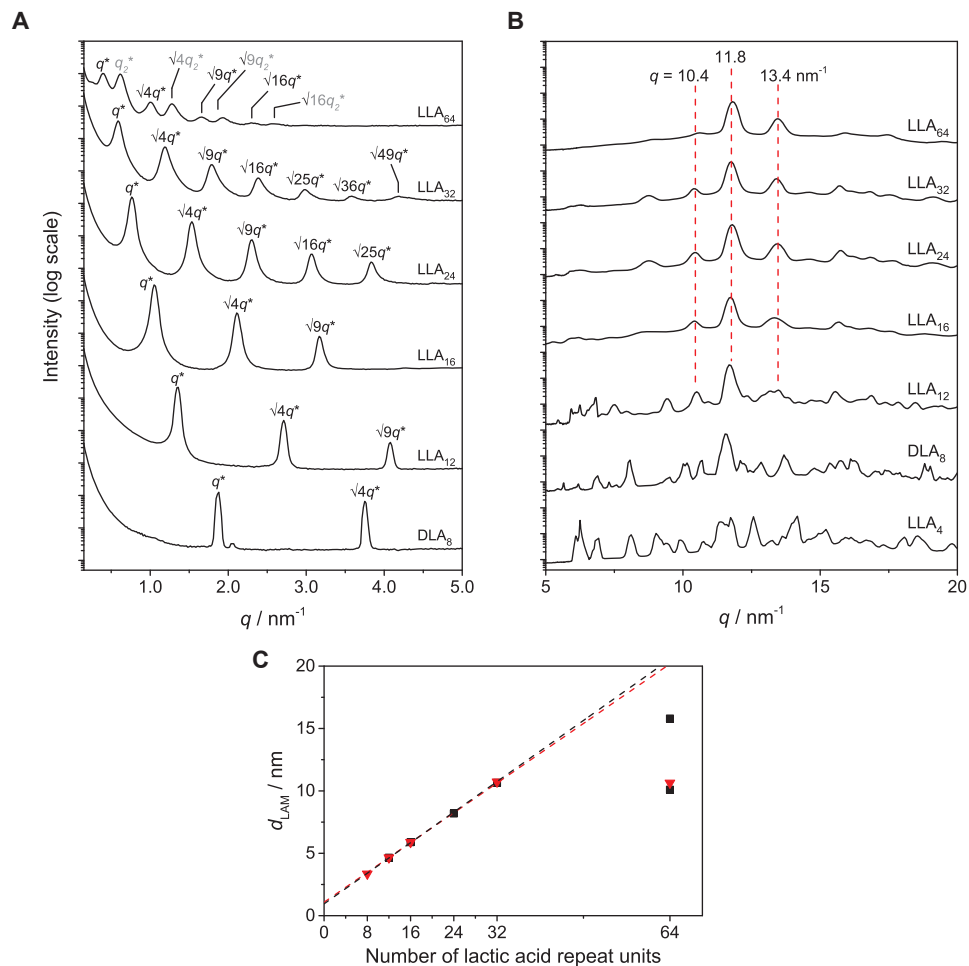 A
Intensity (log scale)
q* q₂* √4q₂* √9q₂*
√4q* √9q* √16q* √16q₂*
LLA₆₄
q* √4q* √9q* √16q* √25q* √36q* √49q*
LLA₃₂
q* √4q* √9q* √16q* √25q*
LLA₂₄
q* √4q* √9q*
LLA₁₆
q* √4q* √9q*
LLA₁₂
q* √4q*
DLA₈
1.0 2.0 3.0 4.0 5.0
q / nm⁻¹
B
11.8
q = 10.4 13.4 nm⁻¹
LLA₆₄
LLA₃₂
LLA₂₄
LLA₁₆
LLA₁₂
DLA₈
LLA₄
5 10 15 20
q / nm⁻¹
C
20
15
10
5
0
d_LAM / nm
0 8 16 24 32 64
Number of lactic acid repeat units